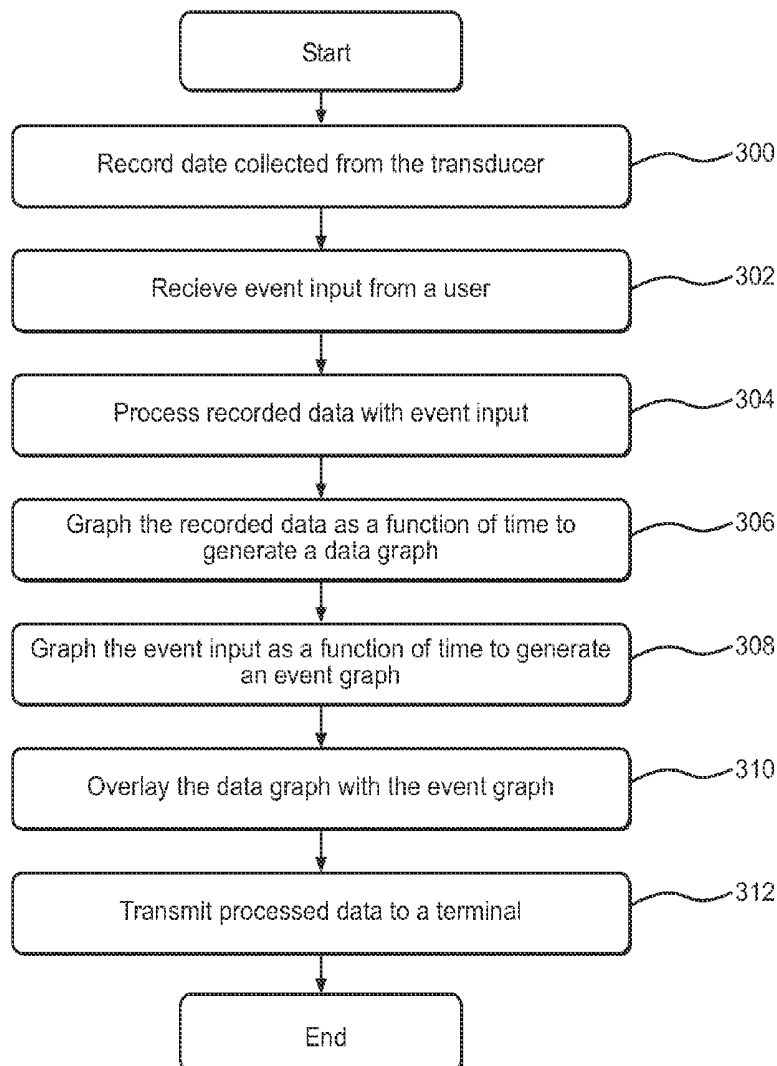 Start
Record date collected from the transducer
300
Recieve event input from a user
302
Process recorded data with event input
304
Graph the recorded data as a function of time to
generate a data graph
306
Graph the event input as a function of time to generate
an event graph
308
Overlay the data graph with the event graph
310
Transmit processed data to a terminal
312
End